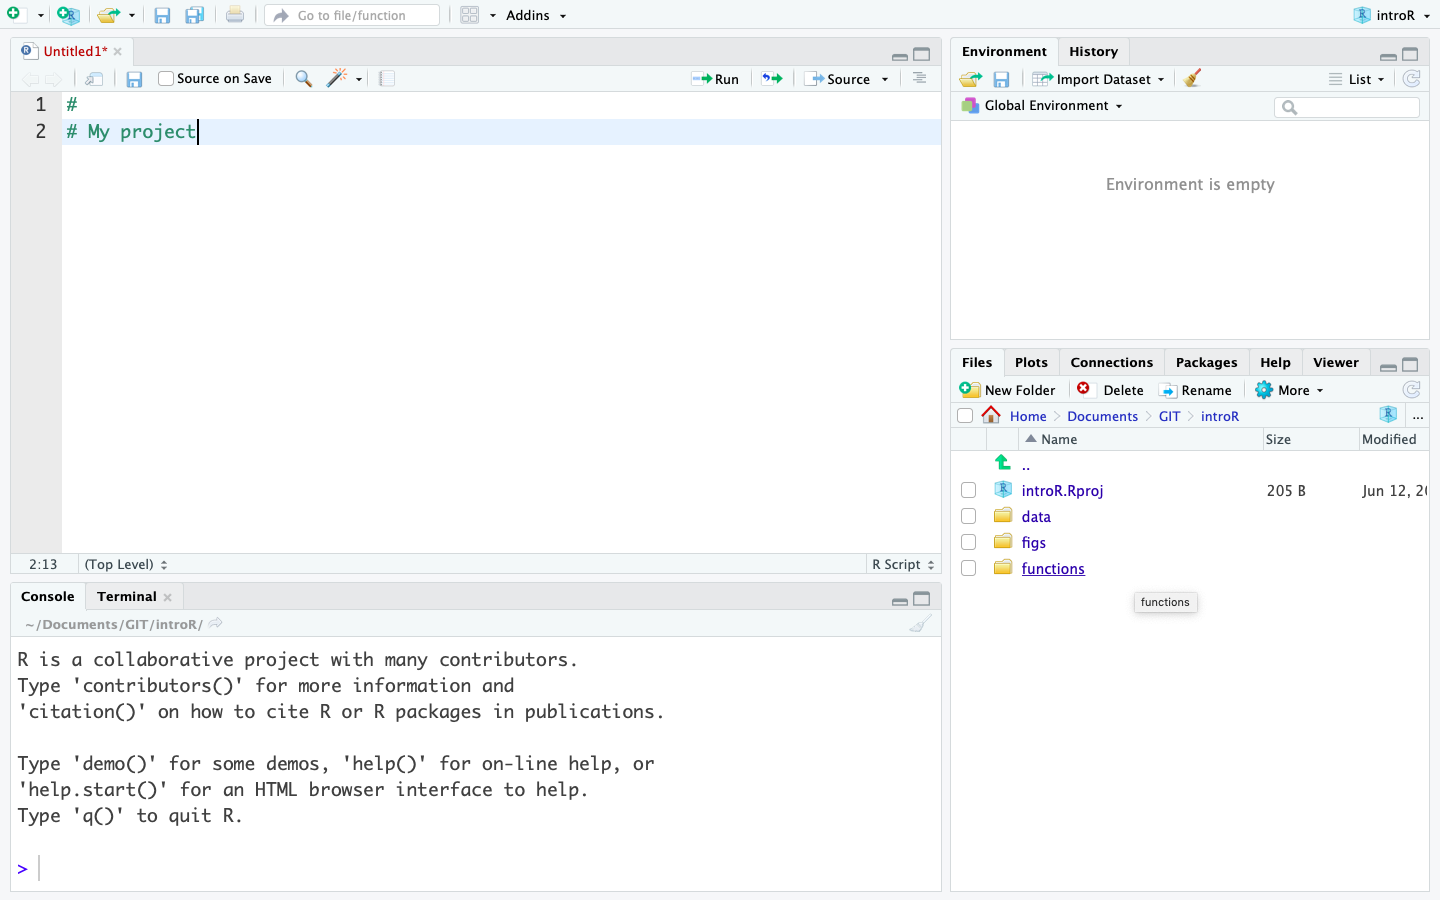 Go to file/function
Addins
introR
Untitled1*
Source on Save
Run
Source
1 #
2 # My project
2:13
(Top Level)
R Script
Console
Terminal
~/Documents/GIT/introR/
R is a collaborative project with many contributors.
Type 'contributors()' for more information and
'citation()' on how to cite R or R packages in publications.
Type 'demo()' for some demos, 'help()' for on-line help, or
'help.start()' for an HTML browser interface to help.
Type 'q()' to quit R.
>
Environment
History
Import Dataset
List
Global Environment
Environment is empty
Files
Plots
Connections
Packages
Help
Viewer
New Folder
Delete
Rename
More
Home
Documents
GIT
introR
...
Name
Size
Modified
..
introR.Rproj
205 B
Jun 12,
data
figs
functions
functions